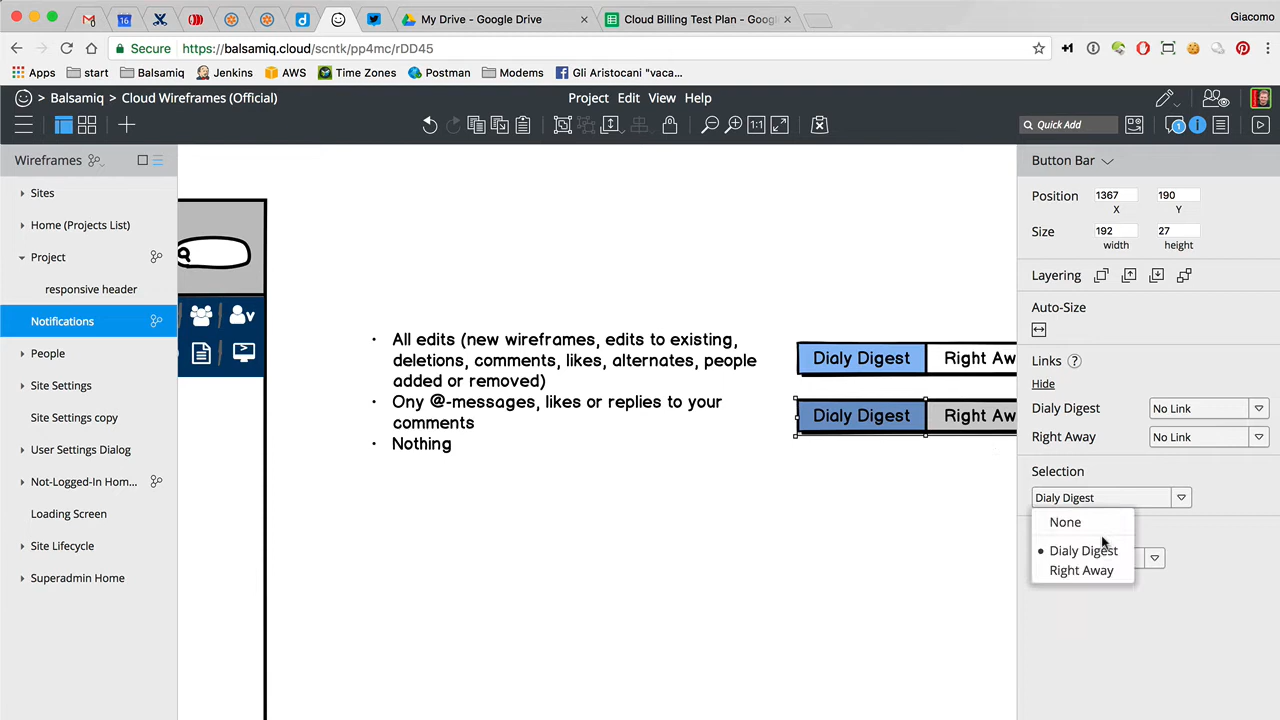 16
My Drive - Google Drive
Cloud Billing Test Plan - Goog
Giacomo
Secure
https://balsamiq.cloud/scntk/pp4mc/rDD45
+1
Apps
start
Balsamiq
Jenkins
AWS
Time Zones
Postman
Modems
Gli Aristocani "vaca...
Balsamiq > Cloud Wireframes (Official)
Project Edit View Help
1:1
Quick Add
1
Wireframes
Button Bar
Sites
Home (Projects List)
Project
responsive header
Notifications
People
Site Settings
Site Settings copy
User Settings Dialog
Not-Logged-In Hom...
Loading Screen
Site Lifecycle
Superadmin Home
• All edits (new wireframes, edits to existing,
deletions, comments, likes, alternates, people
added or removed)
• Ony @-messages, likes or replies to your
comments
• Nothing
Dialy Digest Right Aw
Dialy Digest Right Aw
Position 1367 190
X Y
Size 192 27
width height
Layering
Auto-Size
Links ?
Hide
Dialy Digest No Link
Right Away No Link
Selection
Dialy Digest
None
• Dialy Digest
Right Away